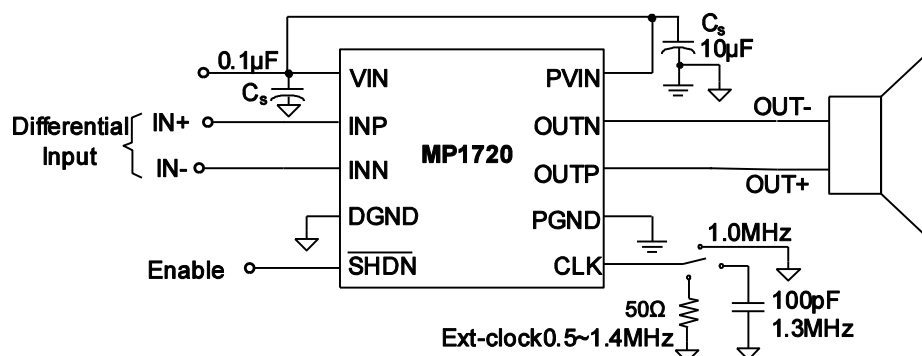 Cs
10µF
0.1µF
Cs
VIN
PVIN
Differential
Input
IN+
INP
OUTN
OUT-
MP1720
IN-
INN
OUTP
OUT+
DGND
PGND
1.0MHz
Enable
SHDN
CLK
50Ω
100pF
1.3MHz
Ext-clock0.5~1.4MHz